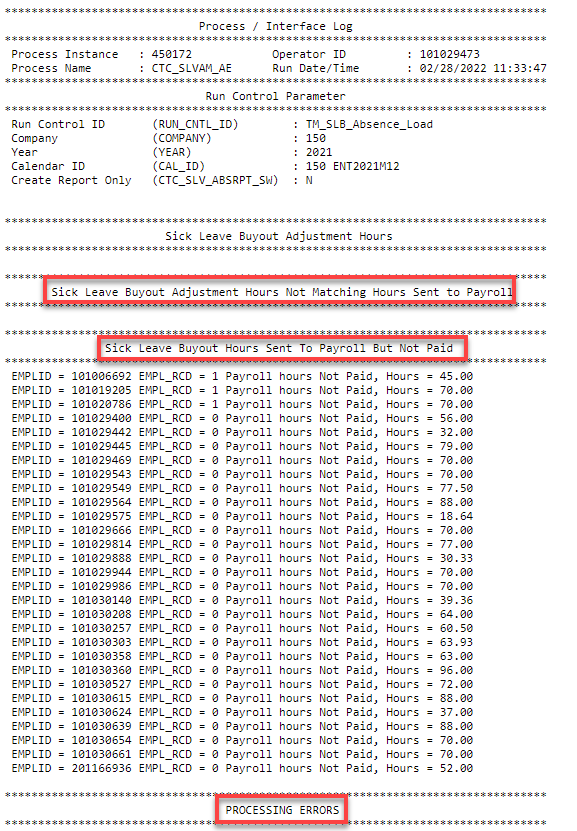 *********************************************************************************
Process / Interface Log
*********************************************************************************
Process Instance : 450172 Operator ID : 101029473
Process Name : CTC_SLVAM_AE Run Date/Time : 02/28/2022 11:33:47
*********************************************************************************
Run Control Parameter
*********************************************************************************
Run Control ID (RUN_CNTL_ID) : TM_SLB_Absence_Load
Company (COMPANY) : 150
Year (YEAR) : 2021
Calendar ID (CAL_ID) : 150 ENT2021M12
Create Report Only (CTC_SLV_ABSRPT_SW) : N
*********************************************************************************
Sick Leave Buyout Adjustment Hours
*********************************************************************************
*********************************************************************************
Sick Leave Buyout Adjustment Hours Not Matching Hours Sent to Payroll
*********************************************************************************
*********************************************************************************
Sick Leave Buyout Hours Sent To Payroll But Not Paid
*********************************************************************************
EMPLID = 101006692 EMPL_RCD = 1 Payroll hours Not Paid, Hours = 45.00
EMPLID = 101019205 EMPL_RCD = 1 Payroll hours Not Paid, Hours = 70.00
EMPLID = 101020786 EMPL_RCD = 1 Payroll hours Not Paid, Hours = 70.00
EMPLID = 101029400 EMPL_RCD = 0 Payroll hours Not Paid, Hours = 56.00
EMPLID = 101029442 EMPL_RCD = 0 Payroll hours Not Paid, Hours = 32.00
EMPLID = 101029445 EMPL_RCD = 0 Payroll hours Not Paid, Hours = 79.00
EMPLID = 101029469 EMPL_RCD = 0 Payroll hours Not Paid, Hours = 70.00
EMPLID = 101029543 EMPL_RCD = 0 Payroll hours Not Paid, Hours = 70.00
EMPLID = 101029549 EMPL_RCD = 0 Payroll hours Not Paid, Hours = 77.50
EMPLID = 101029564 EMPL_RCD = 0 Payroll hours Not Paid, Hours = 88.00
EMPLID = 101029575 EMPL_RCD = 0 Payroll hours Not Paid, Hours = 18.64
EMPLID = 101029666 EMPL_RCD = 0 Payroll hours Not Paid, Hours = 70.00
EMPLID = 101029814 EMPL_RCD = 0 Payroll hours Not Paid, Hours = 77.00
EMPLID = 101029888 EMPL_RCD = 0 Payroll hours Not Paid, Hours = 30.33
EMPLID = 101029944 EMPL_RCD = 0 Payroll hours Not Paid, Hours = 70.00
EMPLID = 101029986 EMPL_RCD = 0 Payroll hours Not Paid, Hours = 70.00
EMPLID = 101030140 EMPL_RCD = 0 Payroll hours Not Paid, Hours = 39.36
EMPLID = 101030208 EMPL_RCD = 0 Payroll hours Not Paid, Hours = 64.00
EMPLID = 101030257 EMPL_RCD = 0 Payroll hours Not Paid, Hours = 60.50
EMPLID = 101030303 EMPL_RCD = 0 Payroll hours Not Paid, Hours = 63.93
EMPLID = 101030358 EMPL_RCD = 0 Payroll hours Not Paid, Hours = 63.00
EMPLID = 101030360 EMPL_RCD = 0 Payroll hours Not Paid, Hours = 96.00
EMPLID = 101030527 EMPL_RCD = 0 Payroll hours Not Paid, Hours = 72.00
EMPLID = 101030615 EMPL_RCD = 0 Payroll hours Not Paid, Hours = 88.00
EMPLID = 101030624 EMPL_RCD = 0 Payroll hours Not Paid, Hours = 37.00
EMPLID = 101030639 EMPL_RCD = 0 Payroll hours Not Paid, Hours = 88.00
EMPLID = 101030654 EMPL_RCD = 0 Payroll hours Not Paid, Hours = 70.00
EMPLID = 101030661 EMPL_RCD = 0 Payroll hours Not Paid, Hours = 70.00
EMPLID = 201166936 EMPL_RCD = 0 Payroll hours Not Paid, Hours = 52.00
*********************************************************************************
PROCESSING ERRORS
*********************************************************************************